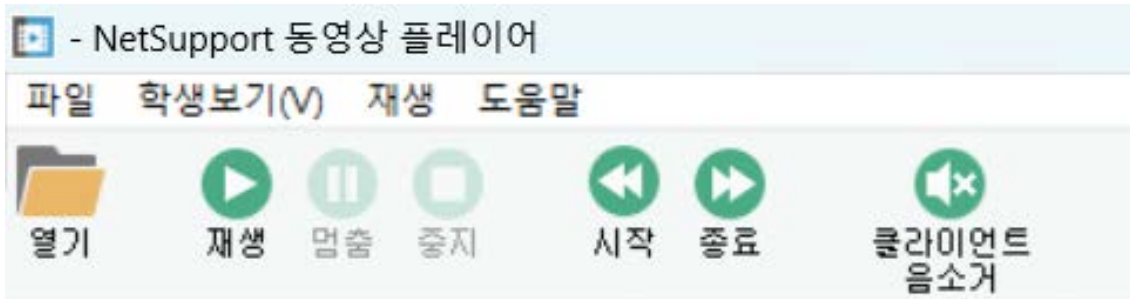 - NetSupport 동영상 플레이어
파일 학생보기(V) 재생 도움말
열기 재생 멈춤 중지 시작 종료 클라이언트
음소거